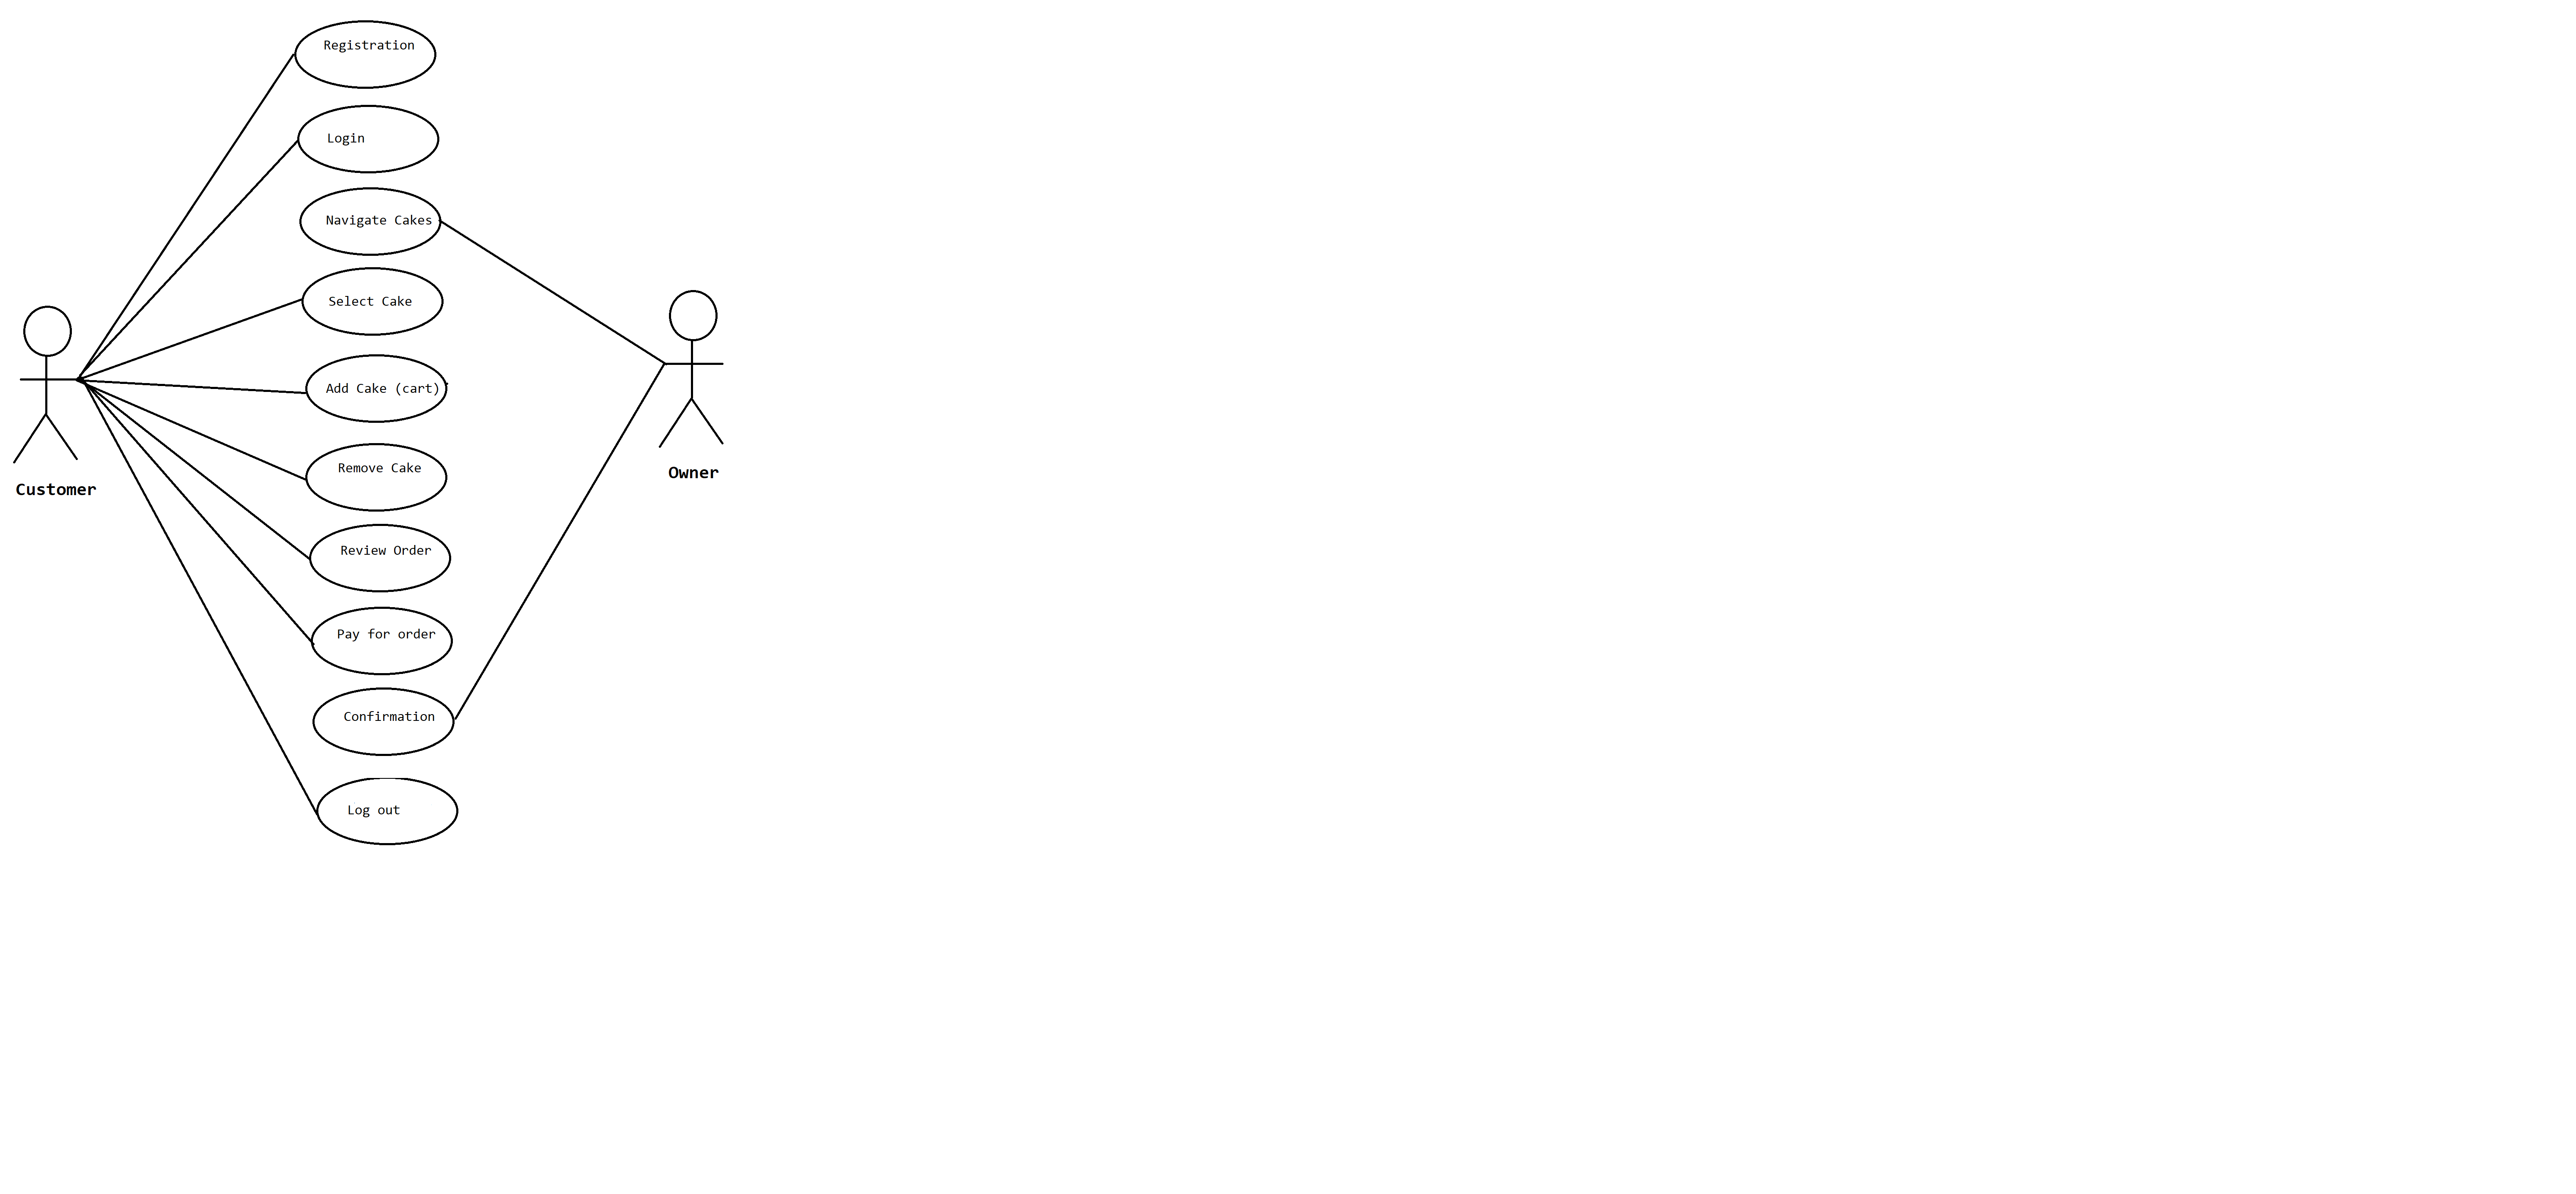 Registration
Login
Navigate Cakes
Select Cake
Add Cake (cart)
Remove Cake
Review Order
Pay for order
Confirmation
Log out
Customer
Owner